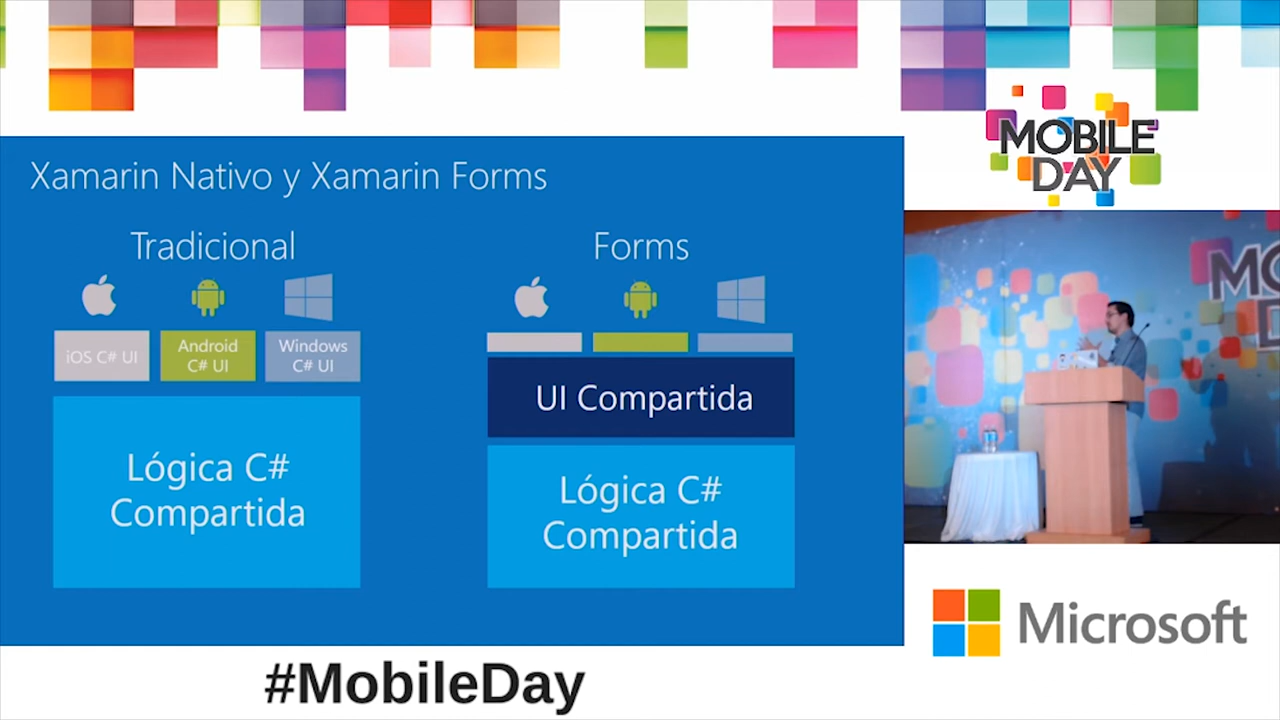 MOBILE
DAY
Xamarin Nativo y Xamarin Forms
Tradicional
Forms
iOS C# UI
Android
C# UI
Windows
C# UI
UI Compartida
Lógica C#
Compartida
Lógica C#
Compartida
MO
D
Microsoft
#MobileDay